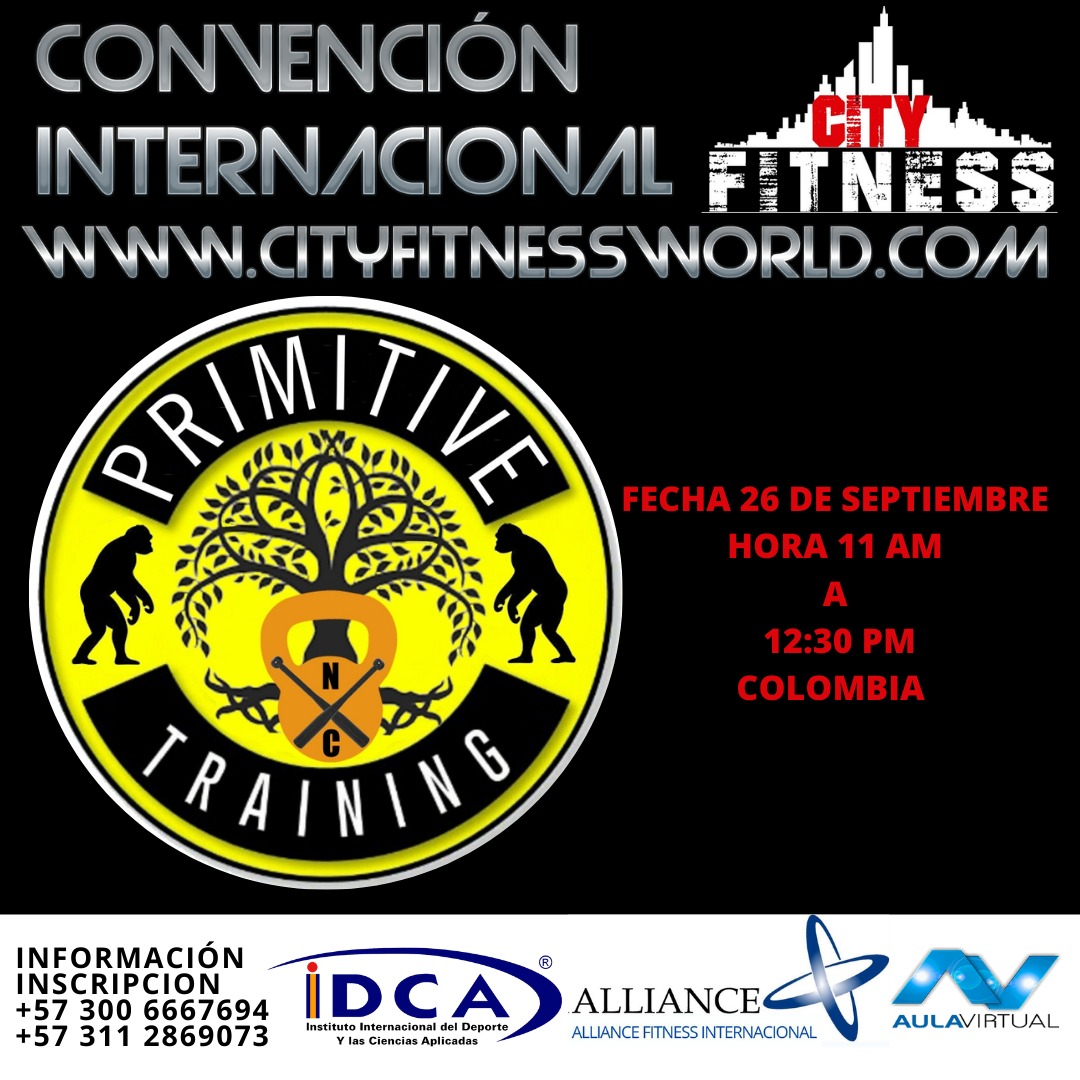 CONVENCIÓN
INTERNACIONAL
CITY
FITNESS
WWW.CITYFITNESSWORLD.COM
PRIMITIVE
N
C
TRAINING
FECHA 26 DE SEPTIEMBRE
HORA 11 AM
A
12:30 PM
COLOMBIA
INFORMACIÓN
INSCRIPCION
+57 300 6667694
+57 311 2869073
iDCA ®
Instituto Internacional del Deporte
Y las Ciencias Aplicadas
ALLIANCE
ALLIANCE FITNESS INTERNACIONAL
AV
AULAVIRTUAL